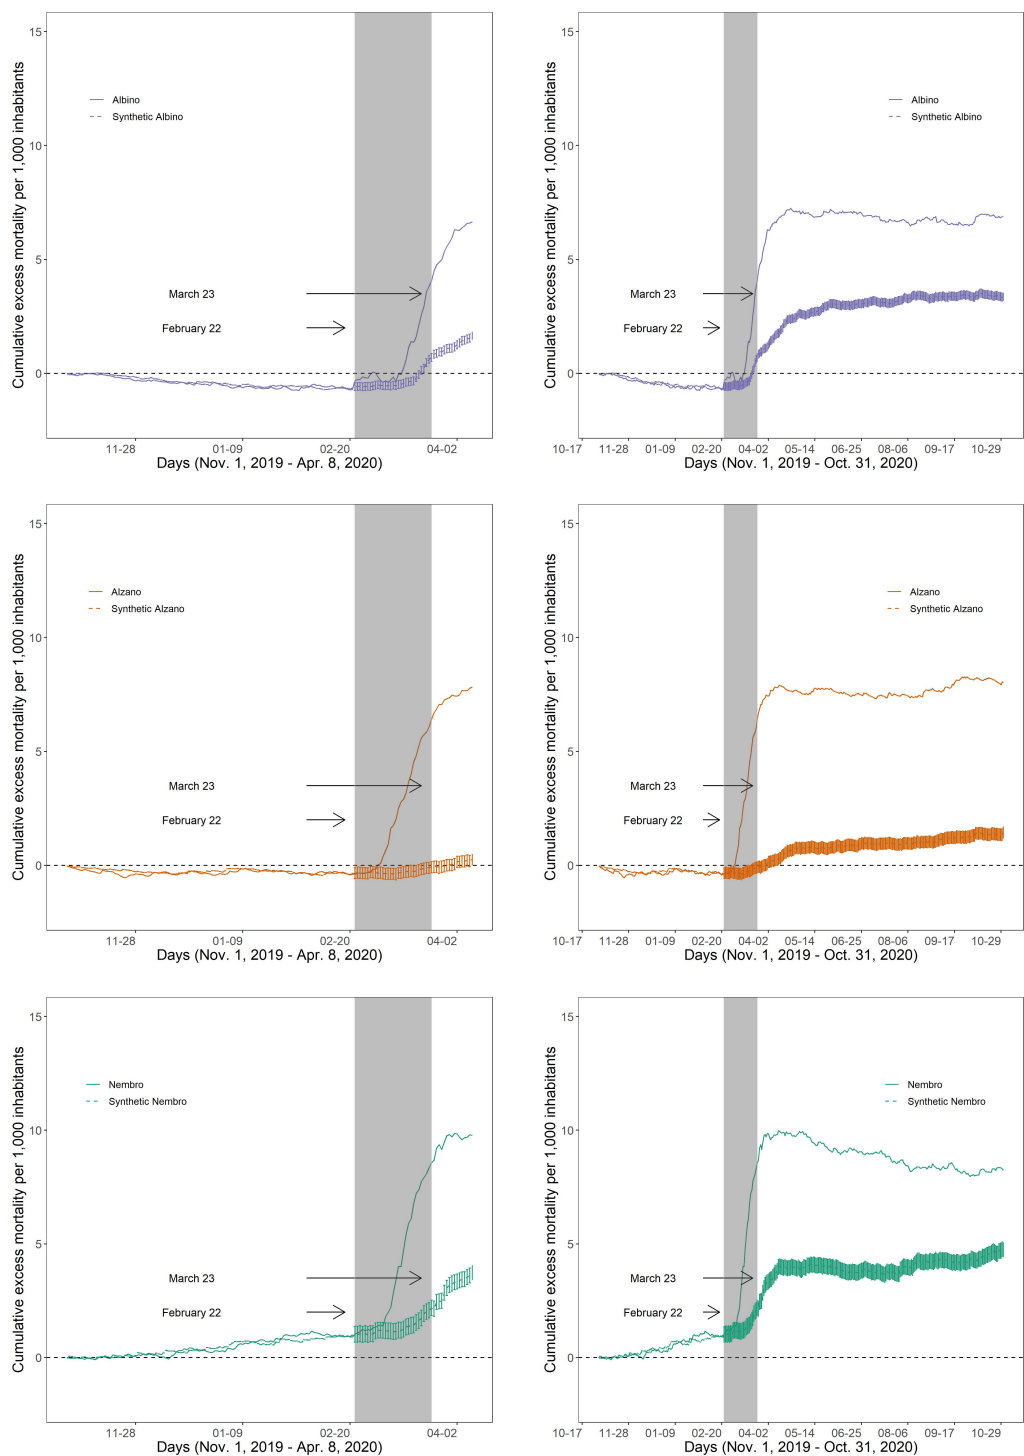 Cumulative excess mortality per 1,000 inhabitants
15
10
5
0
Albino
Synthetic Albino
March 23
February 22
11-28
01-09
02-20
04-02
Days (Nov. 1, 2019 - Apr. 8, 2020)
Cumulative excess mortality per 1,000 inhabitants
15
10
5
0
Albino
Synthetic Albino
March 23
February 22
10-17
11-28
01-09
02-20
04-02
05-14
06-25
08-06
09-17
10-29
Days (Nov. 1, 2019 - Oct. 31, 2020)
Cumulative excess mortality per 1,000 inhabitants
15
10
5
0
Alzano
Synthetic Alzano
March 23
February 22
11-28
01-09
02-20
04-02
Days (Nov. 1, 2019 - Apr. 8, 2020)
Cumulative excess mortality per 1,000 inhabitants
15
10
5
0
Alzano
Synthetic Alzano
March 23
February 22
10-17
11-28
01-09
02-20
04-02
05-14
06-25
08-06
09-17
10-29
Days (Nov. 1, 2019 - Oct. 31, 2020)
Cumulative excess mortality per 1,000 inhabitants
15
10
5
0
Nembro
Synthetic Nembro
March 23
February 22
11-28
01-09
02-20
04-02
Days (Nov. 1, 2019 - Apr. 8, 2020)
Cumulative excess mortality per 1,000 inhabitants
15
10
5
0
Nembro
Synthetic Nembro
March 23
February 22
10-17
11-28
01-09
02-20
04-02
05-14
06-25
08-06
09-17
10-29
Days (Nov. 1, 2019 - Oct. 31, 2020)